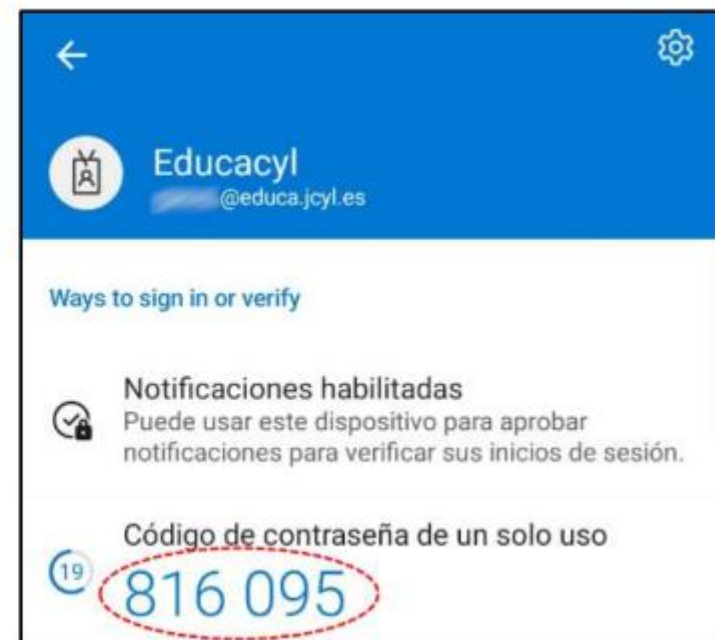 Educacyl
@educa.jcyl.es
Ways to sign in or verify
Notificaciones habilitadas
Puede usar este dispositivo para aprobar
notificaciones para verificar sus inicios de sesión.
Código de contraseña de un solo uso
19
816 095